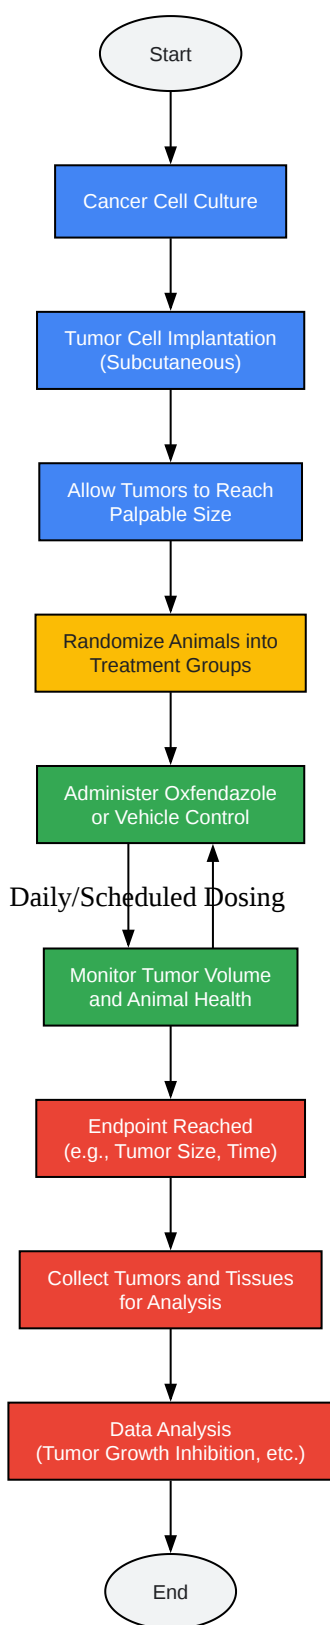 Start
Cancer Cell Culture
Tumor Cell Implantation
(Subcutaneous)
Allow Tumors to Reach
Palpable Size
Randomize Animals into
Treatment Groups
Administer Oxfendazole
or Vehicle Control
Daily/Scheduled Dosing
Monitor Tumor Volume
and Animal Health
Endpoint Reached
(e.g., Tumor Size, Time)
Collect Tumors and Tissues
for Analysis
Data Analysis
(Tumor Growth Inhibition, etc.)
End